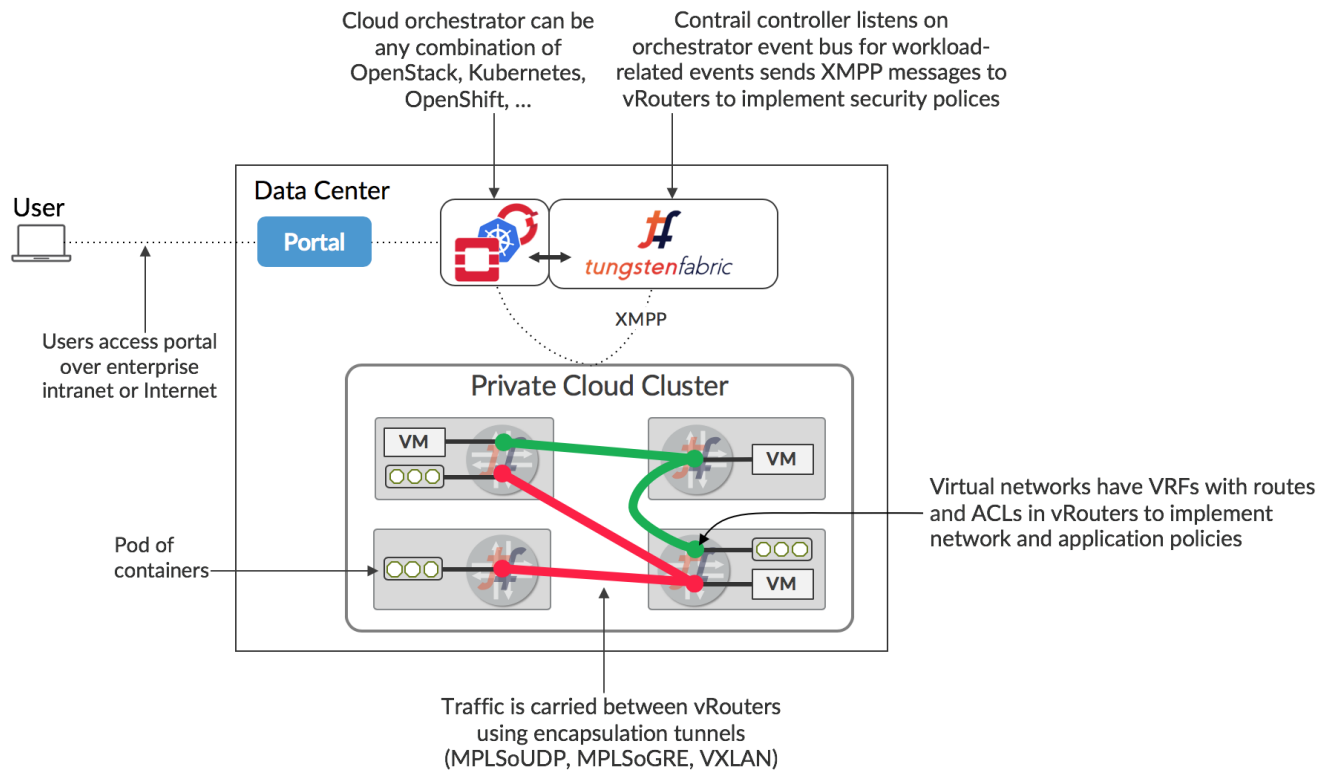 Cloud orchestrator can be
any combination of
OpenStack, Kubernetes,
OpenShift, ...
Contrail controller listens on
orchestrator event bus for workload-
related events sends XMPP messages to
vRouters to implement security polices
Data Center
User
Portal
tungstenfabric
XMPP
Users access portal
over enterprise
intranet or Internet
Private Cloud Cluster
VM
VM
Virtual networks have VRFs with routes
and ACLs in vRouters to implement
network and application policies
Pod of
containers
VM
Traffic is carried between vRouters
using encapsulation tunnels
(MPLSoUDP, MPLSoGRE, VXLAN)